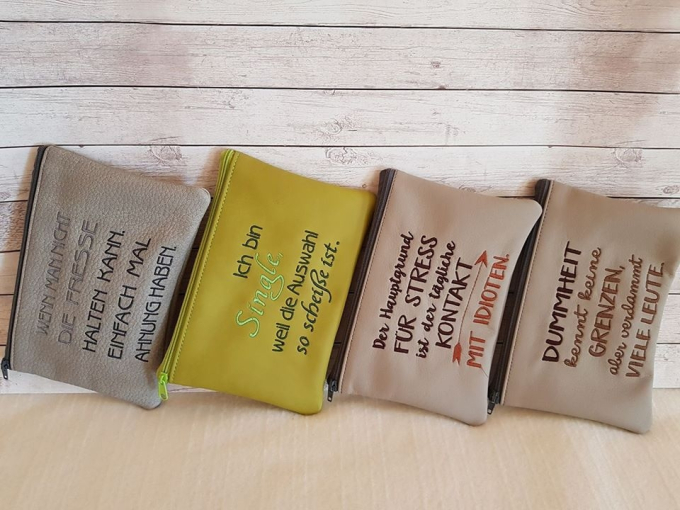 WENN MAN NICHT
DIE FRESSE
HALTEN KANN.
EINFACH MAL
AHNUNG HABEN.
Ich bin
Single,
weil die Auswahl
so scheiße ist.
Der Hauptgrund
FÜR STRESS
ist der tägliche
KONTAKT
MIT IDIOTEN.
DUMMHEIT
kennt keine
GRENZEN,
aber verdammt
VIELE LEUTE.